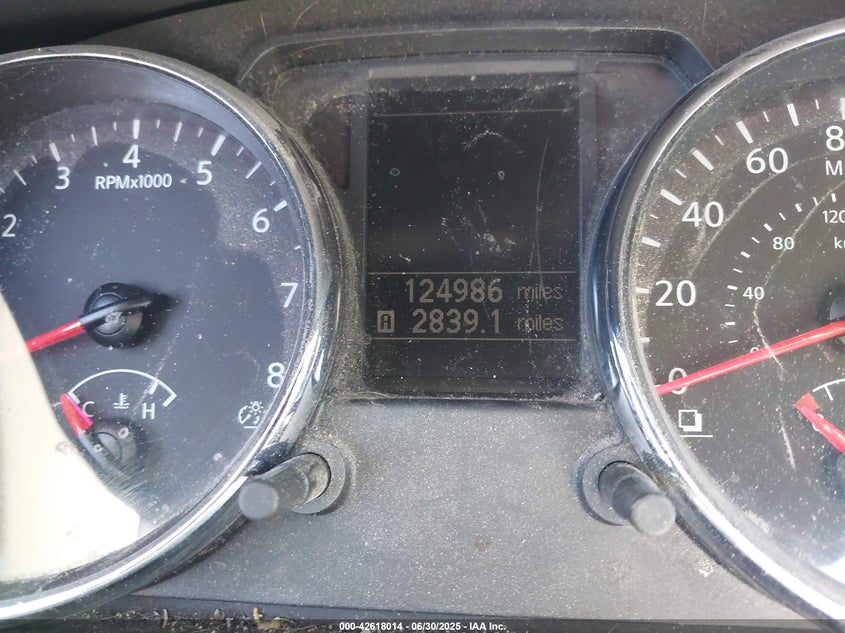 2 3 4 5 6 7 8
RPMx1000
C H
124986 miles
A 2839.1 miles
0 20 40 60 8
M
40 80 120
k
000-42618014 - 06/30/2025 - IAA Inc.